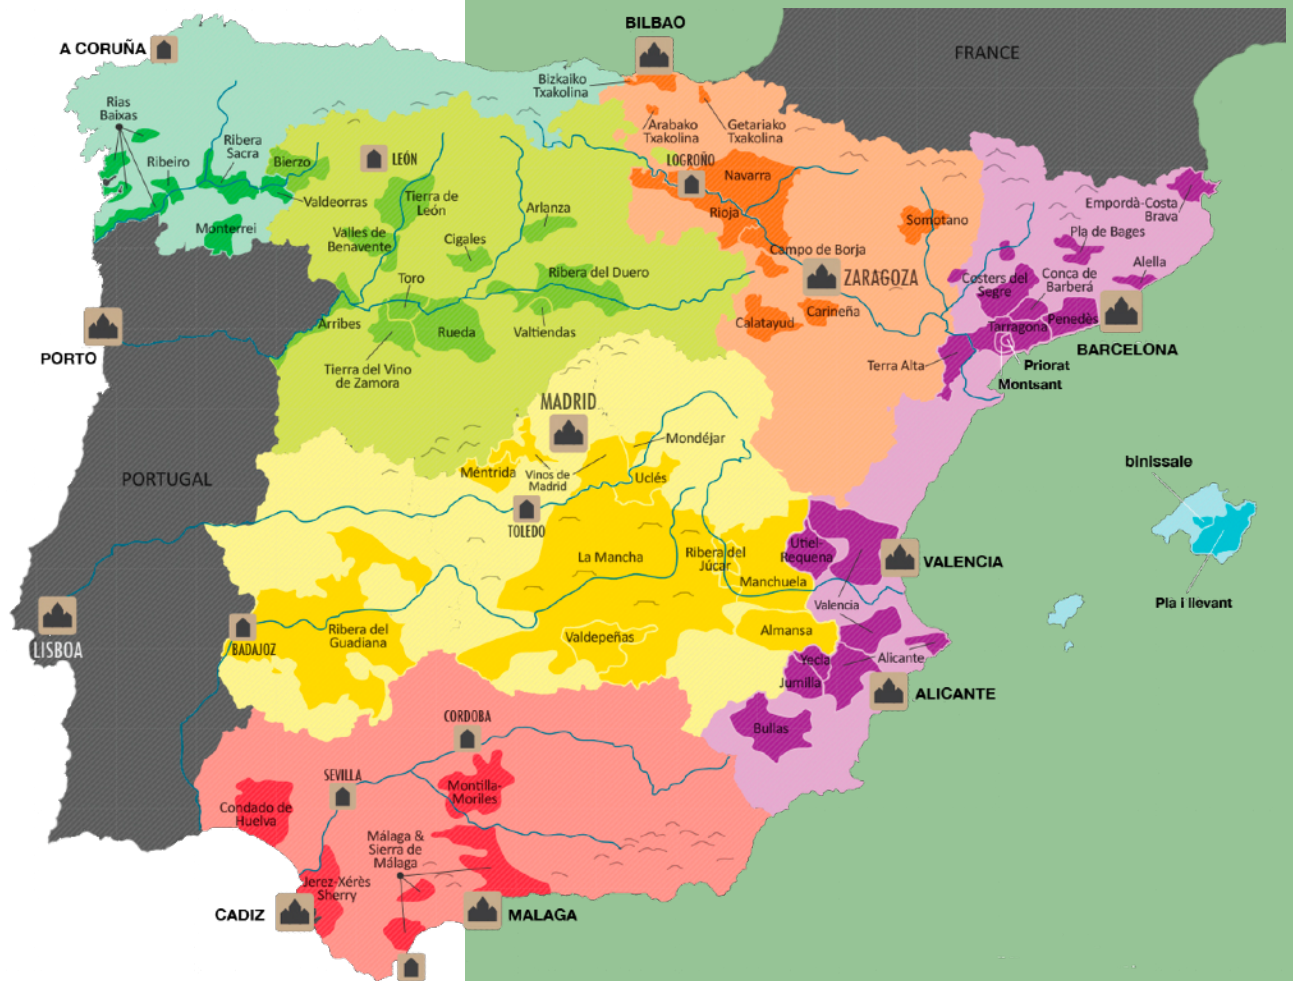 BILBAO
A CORUÑA
FRANCE
Bizkaiko
Txakolina
Rias
Baixas
Arabako
Txakolina
Getariako
Txakolina
Ribera
Sacra
Ribeiro
Bierzo
LEÓN
LOGROÑO
Navarra
Valdeorras
Tierra de
León
Arlanza
Rioja
Somotano
Empordà-Costa
Brava
Monterrei
Valles de
Benavente
Cigales
Pla de Bages
Campo de Borja
Alella
Toro
Ribera del Duero
ZARAGOZA
Costers del
Segre
Conca de
Barberá
Arribes
Rueda
Valtiendas
Calatayud
Carineña
Tarragona
Penedès
PORTO
BARCELONA
Tierra del Vino
de Zamora
Terra Alta
Priorat
Montsant
MADRID
Mondéjar
PORTUGAL
Méntrida
Vinos de
Madrid
Uclés
binissale
TOLEDO
La Mancha
Ribera del
Júcar
Utiel-
Requena
VALENCIA
Manchuela
Valencia
Pla i llevant
LISBOA
BADAJOZ
Ribera del
Guadiana
Valdepeñas
Almansa
Yecla
Alicante
Jumilla
ALICANTE
CORDOBA
Bullas
SEVILLA
Montilla-
Moriles
Condado de
Huelva
Málaga &
Sierra de
Málaga
Jerez-Xérès
Sherry
CADIZ
MALAGA